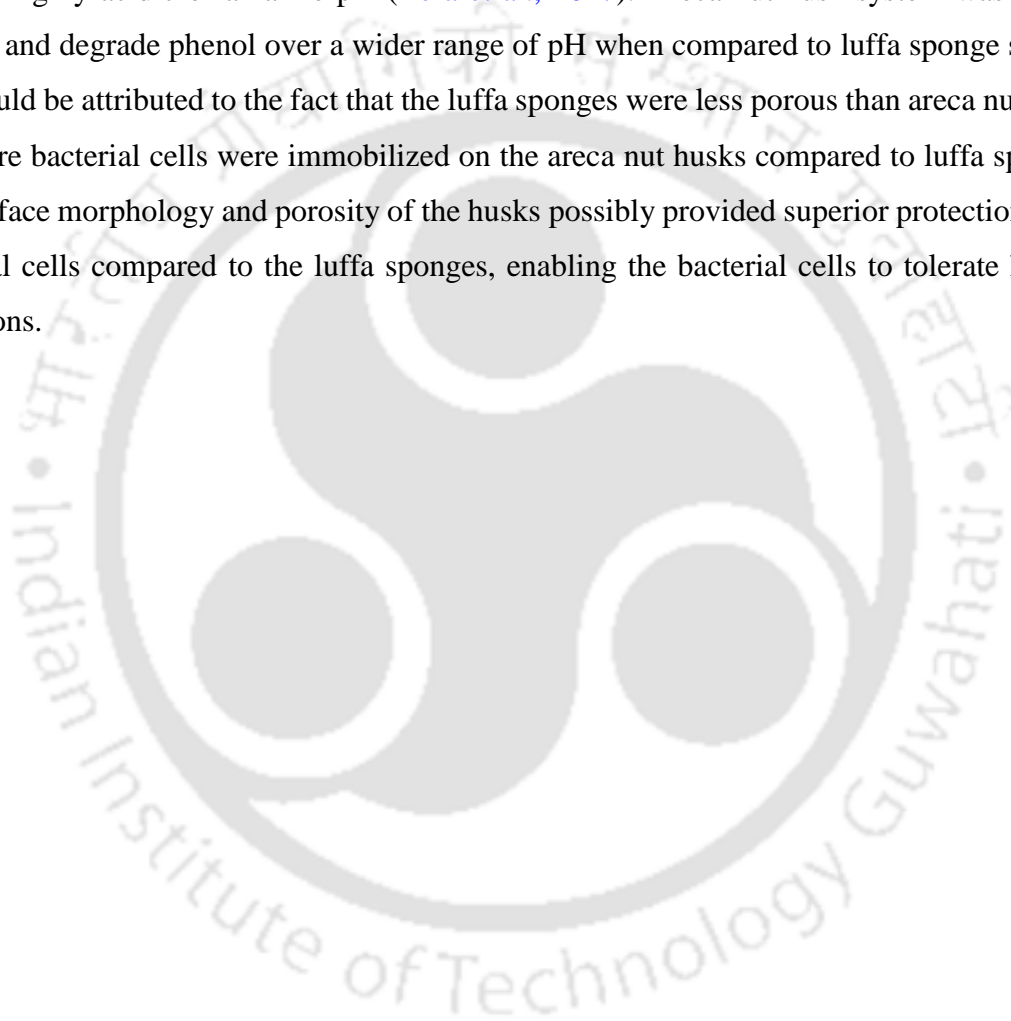 and degrade phenol over a wider range of pH when compared to luffa sponge
uld be attributed to the fact that the luffa sponges were less porous than areca nu
re bacterial cells were immobilized on the areca nut husks compared to luffa sp
face morphology and porosity of the husks possibly provided superior protection
l cells compared to the luffa sponges, enabling the bacterial cells to tolerate
ons.
भारतीय प्रौद्योगिकी संस्थान गुवाहाटी
• Indian Institute of Technology Guwahati •